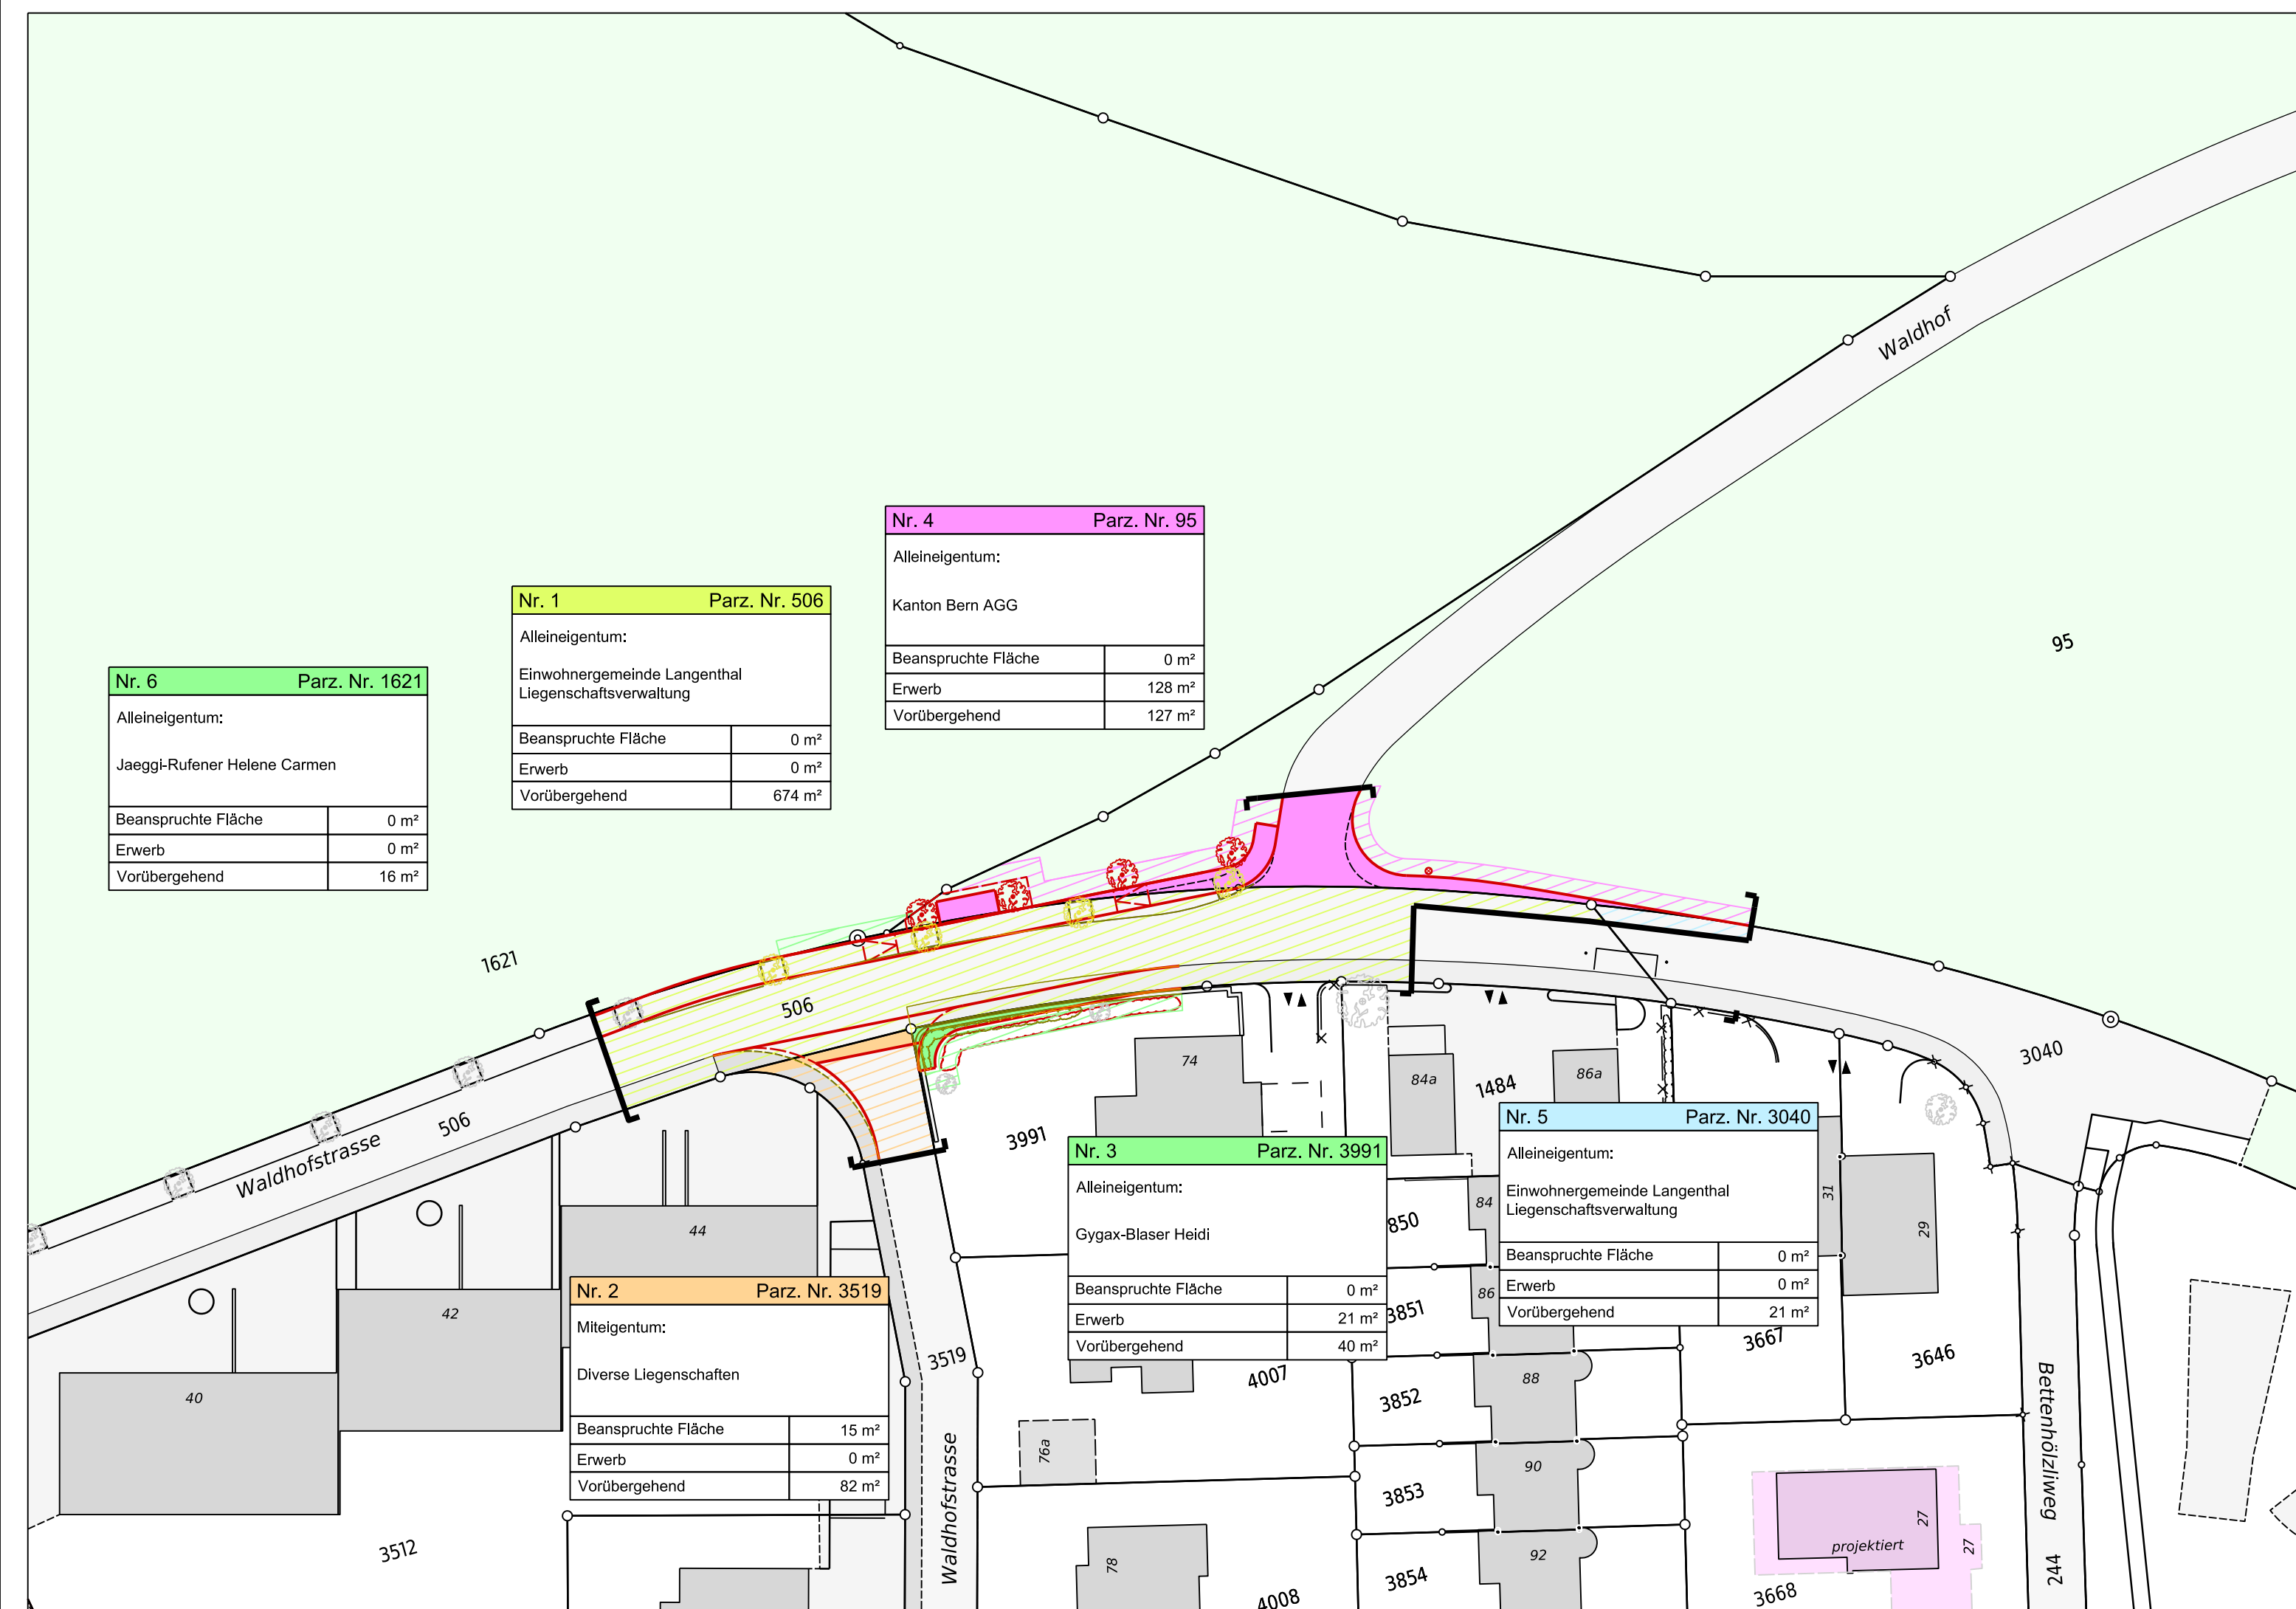 Waldhof
95
Nr. 4 Parz. Nr. 95
Alleineigentum:
Kanton Bern AGG
Beanspruchte Fläche 0 m²
Erwerb 128 m²
Vorübergehend 127 m²
Nr. 1 Parz. Nr. 506
Alleineigentum:
Einwohnergemeinde Langenthal
Liegenschaftsverwaltung
Beanspruchte Fläche 0 m²
Erwerb 0 m²
Vorübergehend 674 m²
Nr. 6 Parz. Nr. 1621
Alleineigentum:
Jaeggi-Rufener Helene Carmen
Beanspruchte Fläche 0 m²
Erwerb 0 m²
Vorübergehend 16 m²
1621
506
506
Waldhofstrasse
3040
74
84a
1484
86a
3991
Nr. 5 Parz. Nr. 3040
Alleineigentum:
Einwohnergemeinde Langenthal
Liegenschaftsverwaltung
Beanspruchte Fläche 0 m²
Erwerb 0 m²
Vorübergehend 21 m²
Nr. 3 Parz. Nr. 3991
Alleineigentum:
Gygax-Blaser Heidi
Beanspruchte Fläche 0 m²
Erwerb 21 m²
Vorübergehend 40 m²
84
850
31
29
44
86
3851
42
Nr. 2 Parz. Nr. 3519
Miteigentum:
Diverse Liegenschaften
Beanspruchte Fläche 15 m²
Erwerb 0 m²
Vorübergehend 82 m²
3519
3667
3646
4007
88
3852
40
Bettenhölzliweg
76a
Waldhofstrasse
90
3853
27
projektiert
27
3512
78
92
3854
244
4008
3668